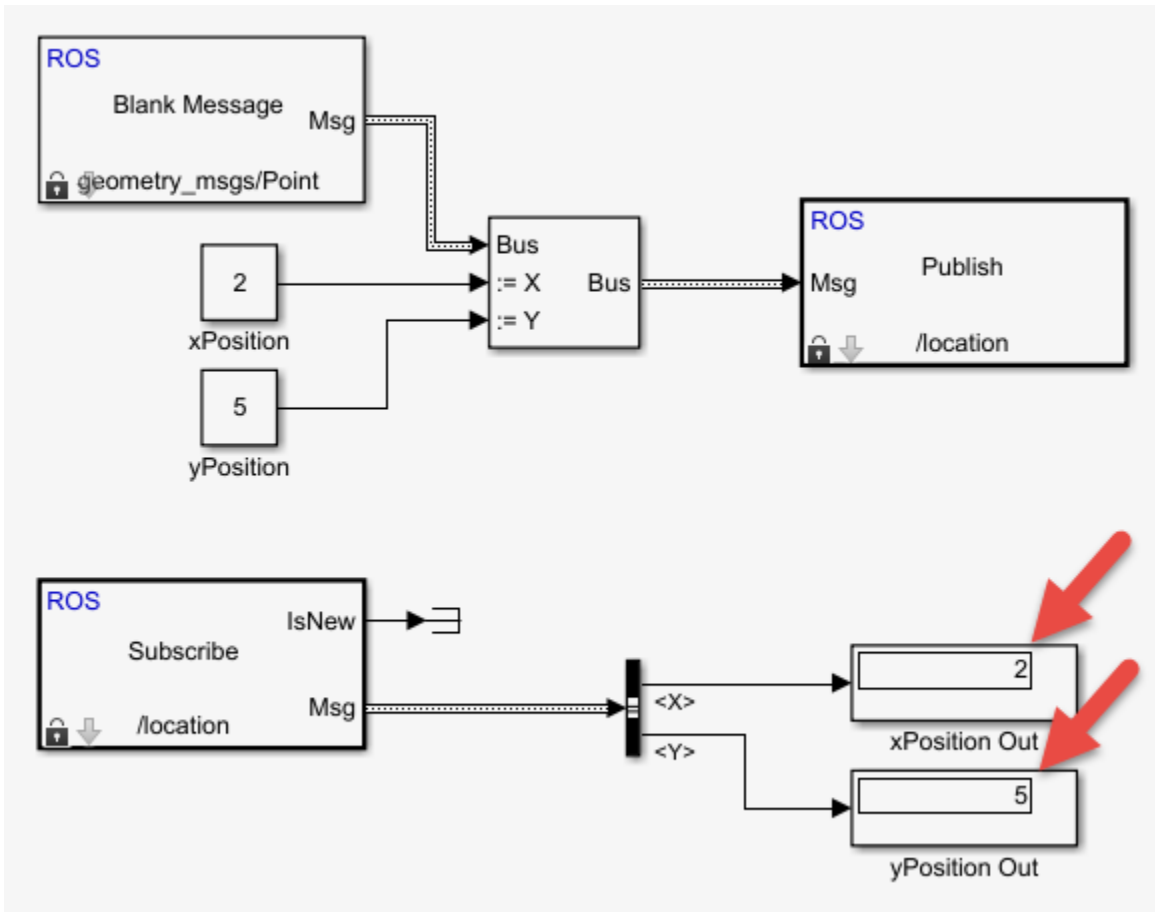 ROS
Blank Message
Msg
geometry_msgs/Point
2
xPosition
5
yPosition
Bus
:= X
:= Y
Bus
ROS
Publish
Msg
/location
ROS
IsNew
Subscribe
Msg
/location
<X>
<Y>
2
xPosition Out
5
yPosition Out